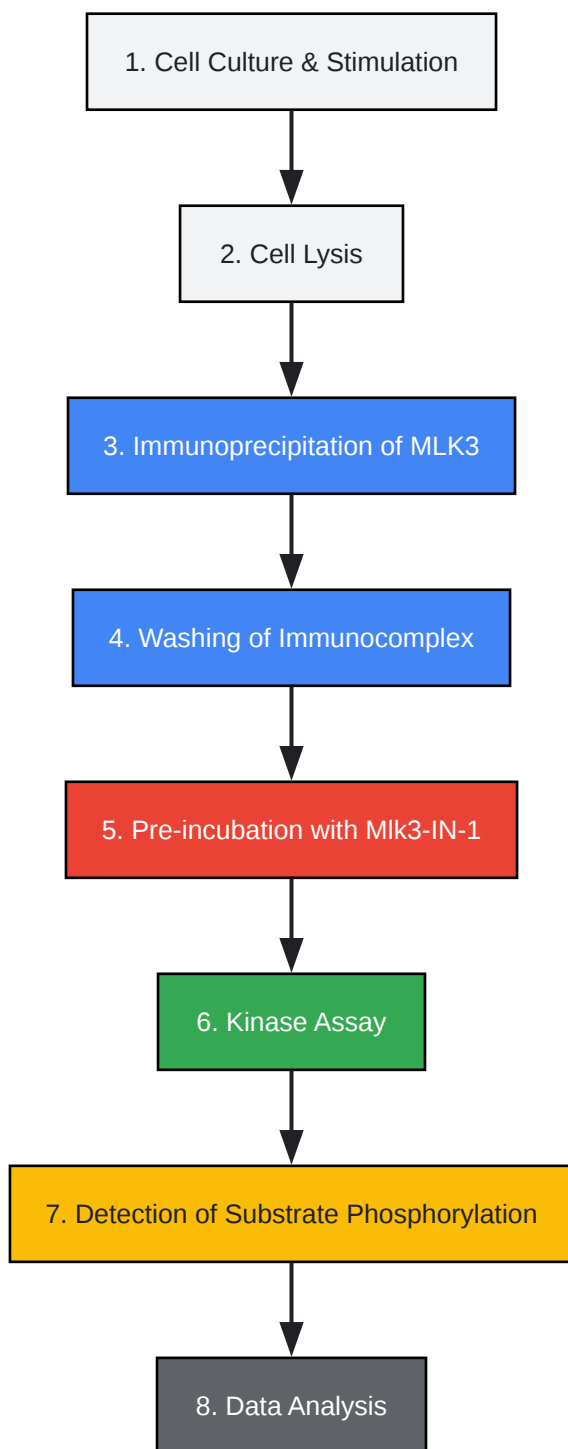 1. Cell Culture & Stimulation
2. Cell Lysis
3. Immunoprecipitation of MLK3
4. Washing of Immunocomplex
5. Pre-incubation with Mlk3-IN-1
6. Kinase Assay
7. Detection of Substrate Phosphorylation
8. Data Analysis